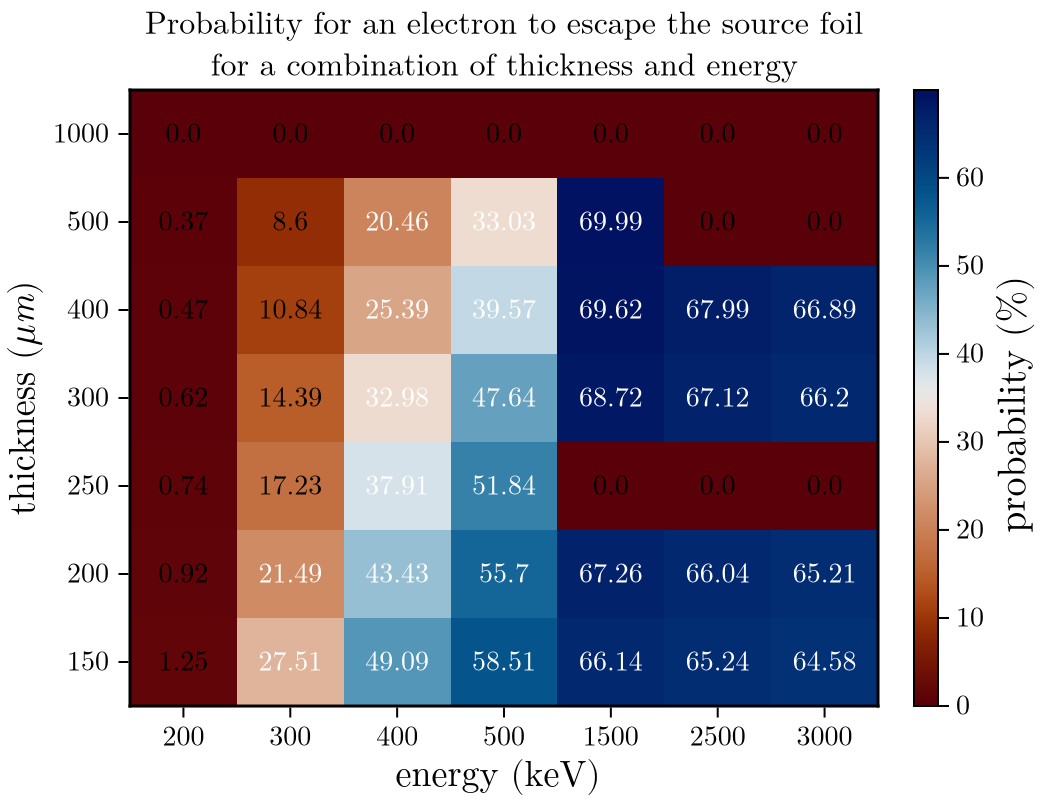 Probability for an electron to escape the source foil
for a combination of thickness and energy
thickness (μm)
1000 0.0 0.0 0.0 0.0 0.0 0.0 0.0
500 0.37 8.6 20.46 33.03 69.99 0.0 0.0
400 0.47 10.84 25.39 39.57 69.62 67.99 66.89
300 0.62 14.39 32.98 47.64 68.72 67.12 66.2
250 0.74 17.23 37.91 51.84 0.0 0.0 0.0
200 0.92 21.49 43.43 55.7 67.26 66.04 65.21
150 1.25 27.51 49.09 58.51 66.14 65.24 64.58
200 300 400 500 1500 2500 3000
energy (keV)
60
50
40
30
20
10
0
probability (%)